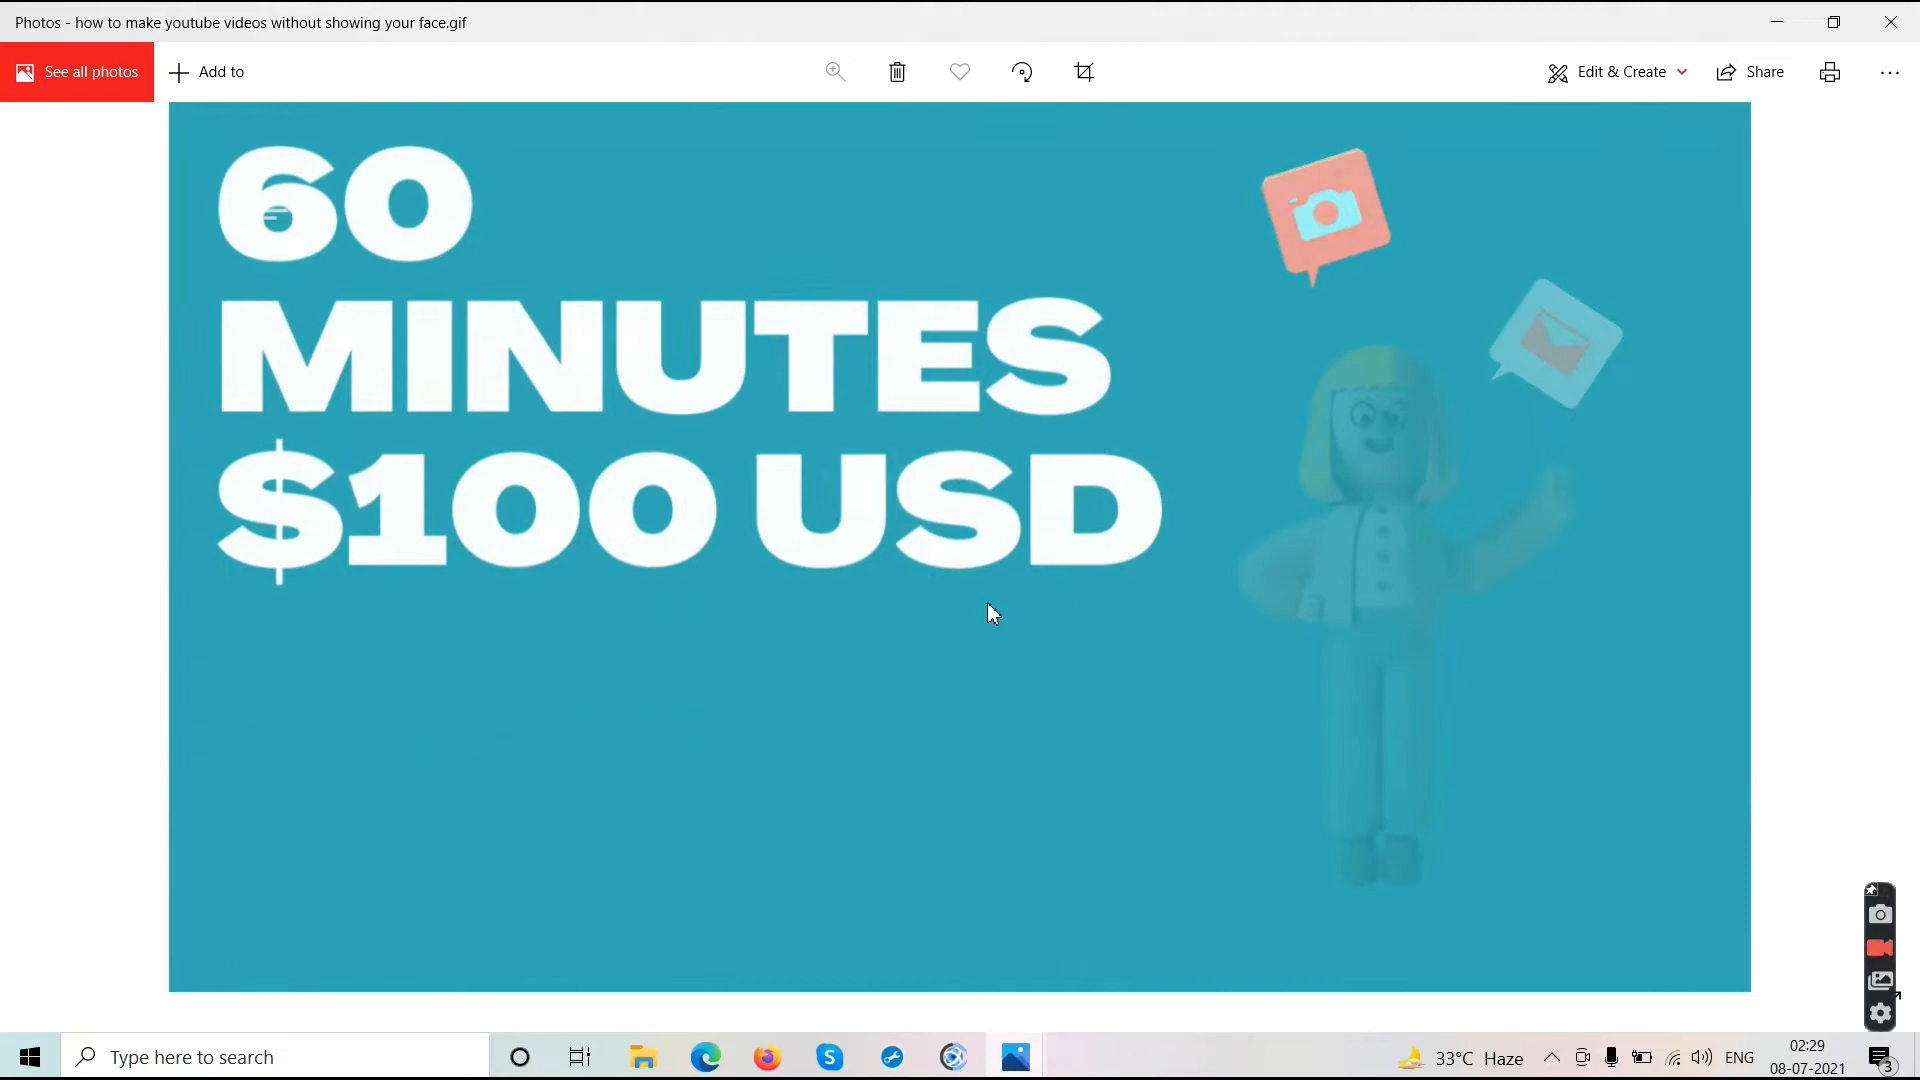 Photos - how to make youtube videos without showing your face.gif
See all photos
Add to
Edit & Create
Share
60
MINUTES
$100 USD
Type here to search
33°C Haze
ENG
02:29
08-07-2021
3